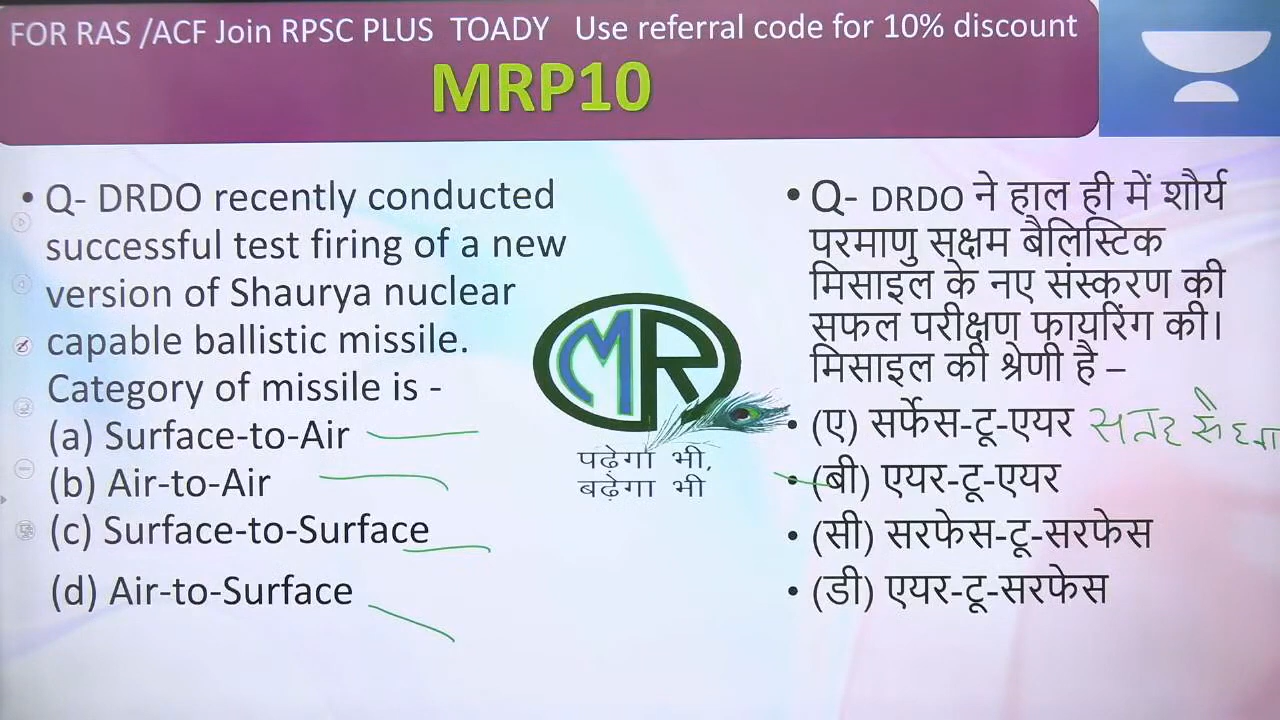 FOR RAS /ACF Join RPSC PLUS TOADY Use referral code for 10% discount
MRP10
• Q- DRDO recently conducted
successful test firing of a new
version of Shaurya nuclear
capable ballistic missile.
Category of missile is -
(a) Surface-to-Air
(b) Air-to-Air
(c) Surface-to-Surface
(d) Air-to-Surface
MR
पढ़ेगा भी,
बढ़ेगा भी
• Q- DRDO ने हाल ही में शौर्य
परमाणु सक्षम बैलिस्टिक
मिसाइल के नए संस्करण की
सफल परीक्षण फायरिंग की।
मिसाइल की श्रेणी है –
• (ए) सर्फेस-टू-एयर सतह से हवा
• (बी) एयर-टू-एयर
• (सी) सरफेस-टू-सरफेस
• (डी) एयर-टू-सरफेस